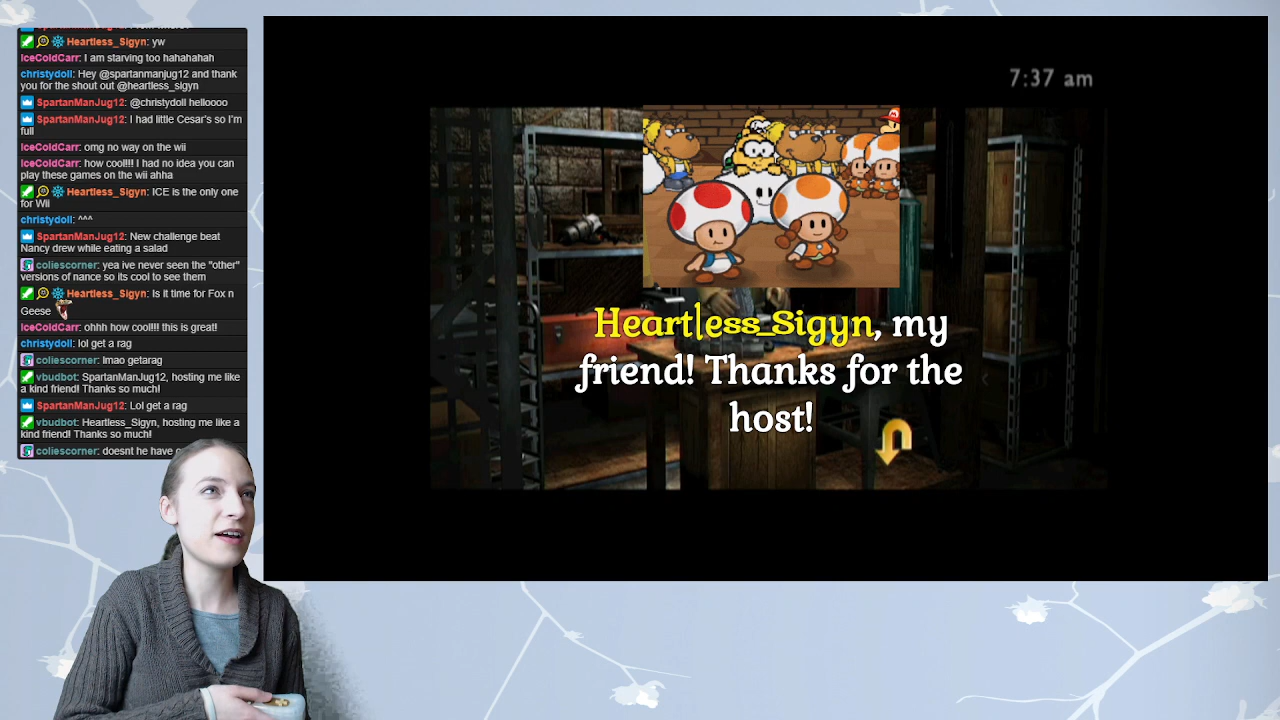 Heartless_Sigyn: yw
IceColdCarr: I am starving too hahahahah
christydoll: Hey @spartanmanjug12 and thank
you for the shout out @heartless_sigyn
SpartanManJug12: @christydoll helloooo
SpartanManJug12: I had little Cesar's so I'm
full
IceColdCarr: omg no way on the wii
IceColdCarr: how cool!!! I had no idea you can
play these games on the wii ahha
Heartless_Sigyn: ICE is the only one
for Wii
christydoll: ^^^
SpartanManJug12: New challenge beat
Nancy drew while eating a salad
coliescorner: yea ive never seen the "other"
versions of nance so its cool to see them
Heartless_Sigyn: Is it time for Fox n
Geese
IceColdCarr: ohhh how cool!!! this is great!
christydoll: lol get a rag
coliescorner: lmao getarag
vbudbot: SpartanManJug12, hosting me like
a kind friend! Thanks so much!
SpartanManJug12: Lol get a rag
vbudbot: Heartless_Sigyn, hosting me like a
kind friend! Thanks so much!
coliescorner: doesnt he have
7:37 am
Heartless_Sigyn, my
friend! Thanks for the
host!